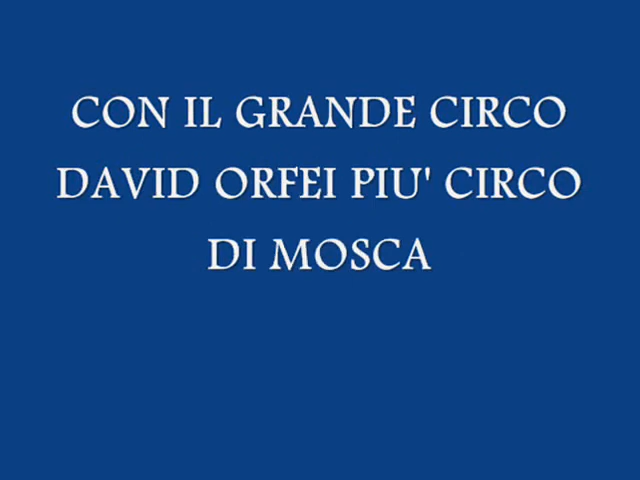 CON IL GRANDE CIRCO
DAVID ORFEI PIU' CIRCO
DI MOSCA